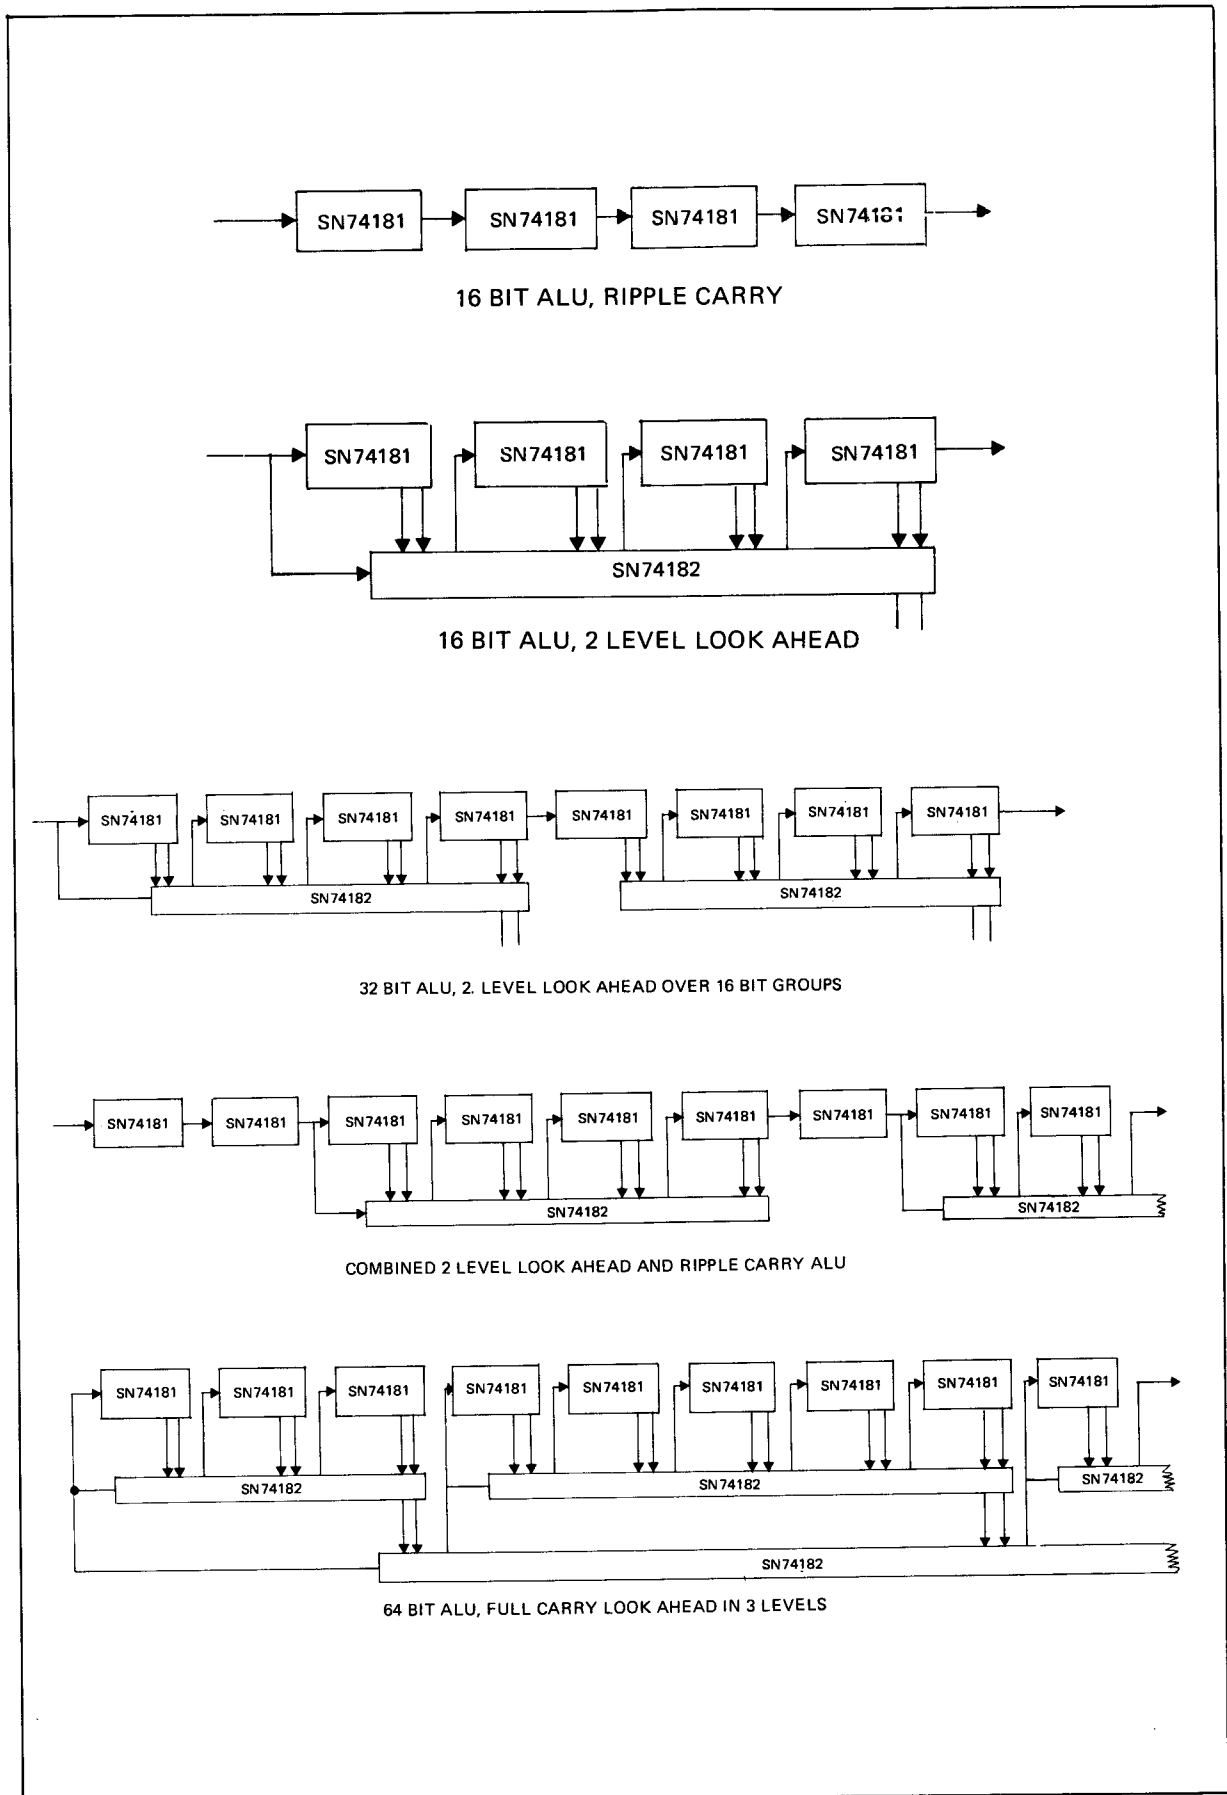 SN74181 SN74181 SN74181 SN74181
16 BIT ALU, RIPPLE CARRY
SN74181 SN74181 SN74181 SN74181
SN74182
16 BIT ALU, 2 LEVEL LOOK AHEAD
SN74181 SN74181 SN74181 SN74181 SN74181 SN74181 SN74181 SN74181
SN74182 SN74182
32 BIT ALU, 2. LEVEL LOOK AHEAD OVER 16 BIT GROUPS
SN74181 SN74181 SN74181 SN74181 SN74181 SN74181 SN74181 SN74181 SN74181
SN74182 SN74182
COMBINED 2 LEVEL LOOK AHEAD AND RIPPLE CARRY ALU
SN74181 SN74181 SN74181 SN74181 SN74181 SN74181 SN74181 SN74181 SN74181
SN74182 SN74182 SN74182
SN74182
64 BIT ALU, FULL CARRY LOOK AHEAD IN 3 LEVELS